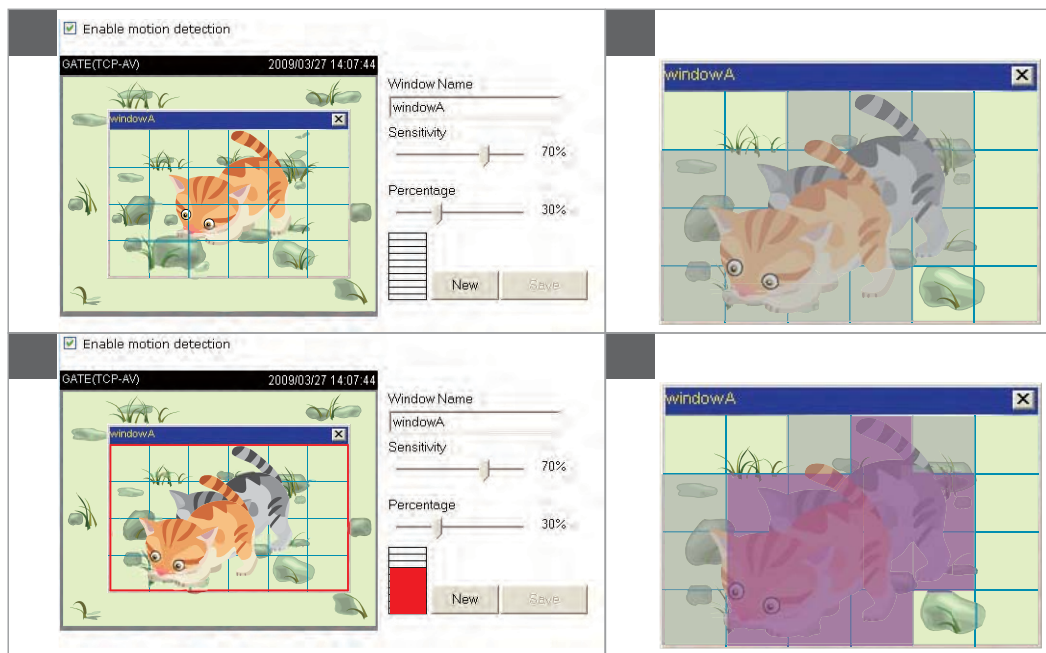 Enable motion detection
GATE(TCP-AV) 2009/03/27 14:07:44
windowA
Window Name
windowA
Sensitivity
70%
Percentage
30%
New Save
windowA
Enable motion detection
GATE(TCP-AV) 2009/03/27 14:07:44
windowA
Window Name
windowA
Sensitivity
70%
Percentage
30%
New Save
windowA